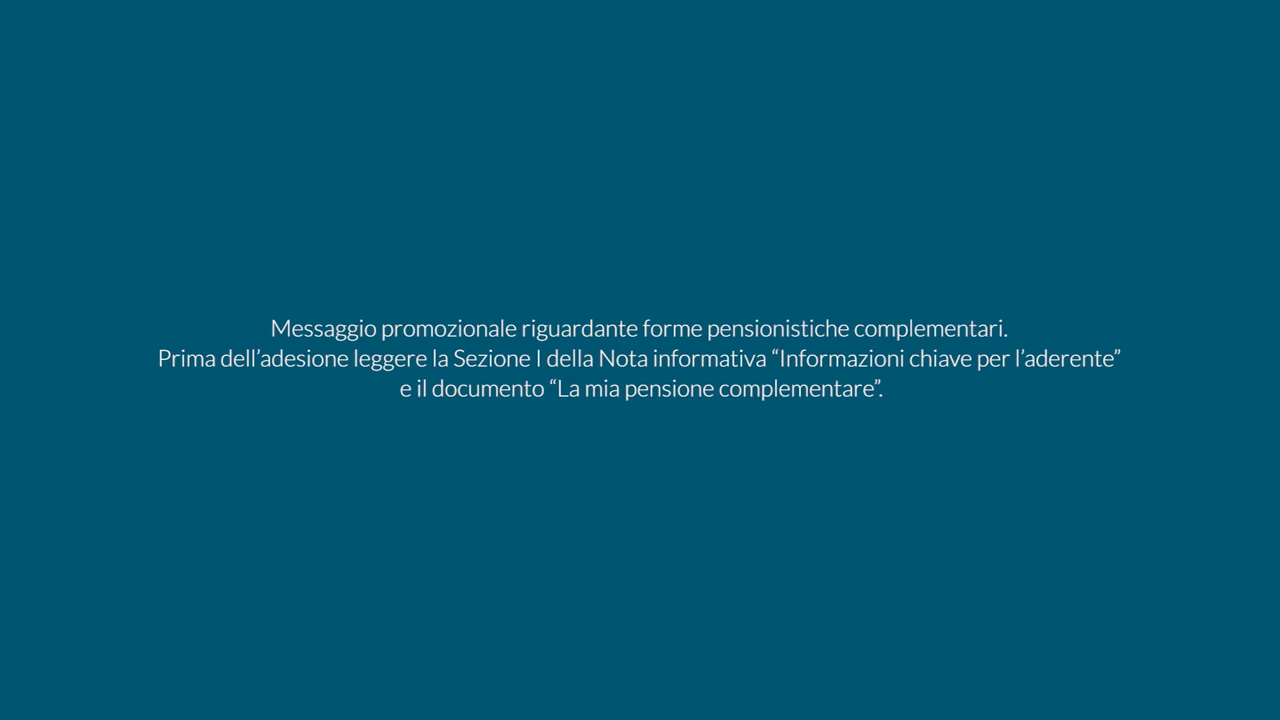 Messaggio promozionale riguardante forme pensionistiche complementari.
Prima dell’adesione leggere la Sezione I della Nota informativa “Informazioni chiave per l’aderente”
e il documento “La mia pensione complementare”.